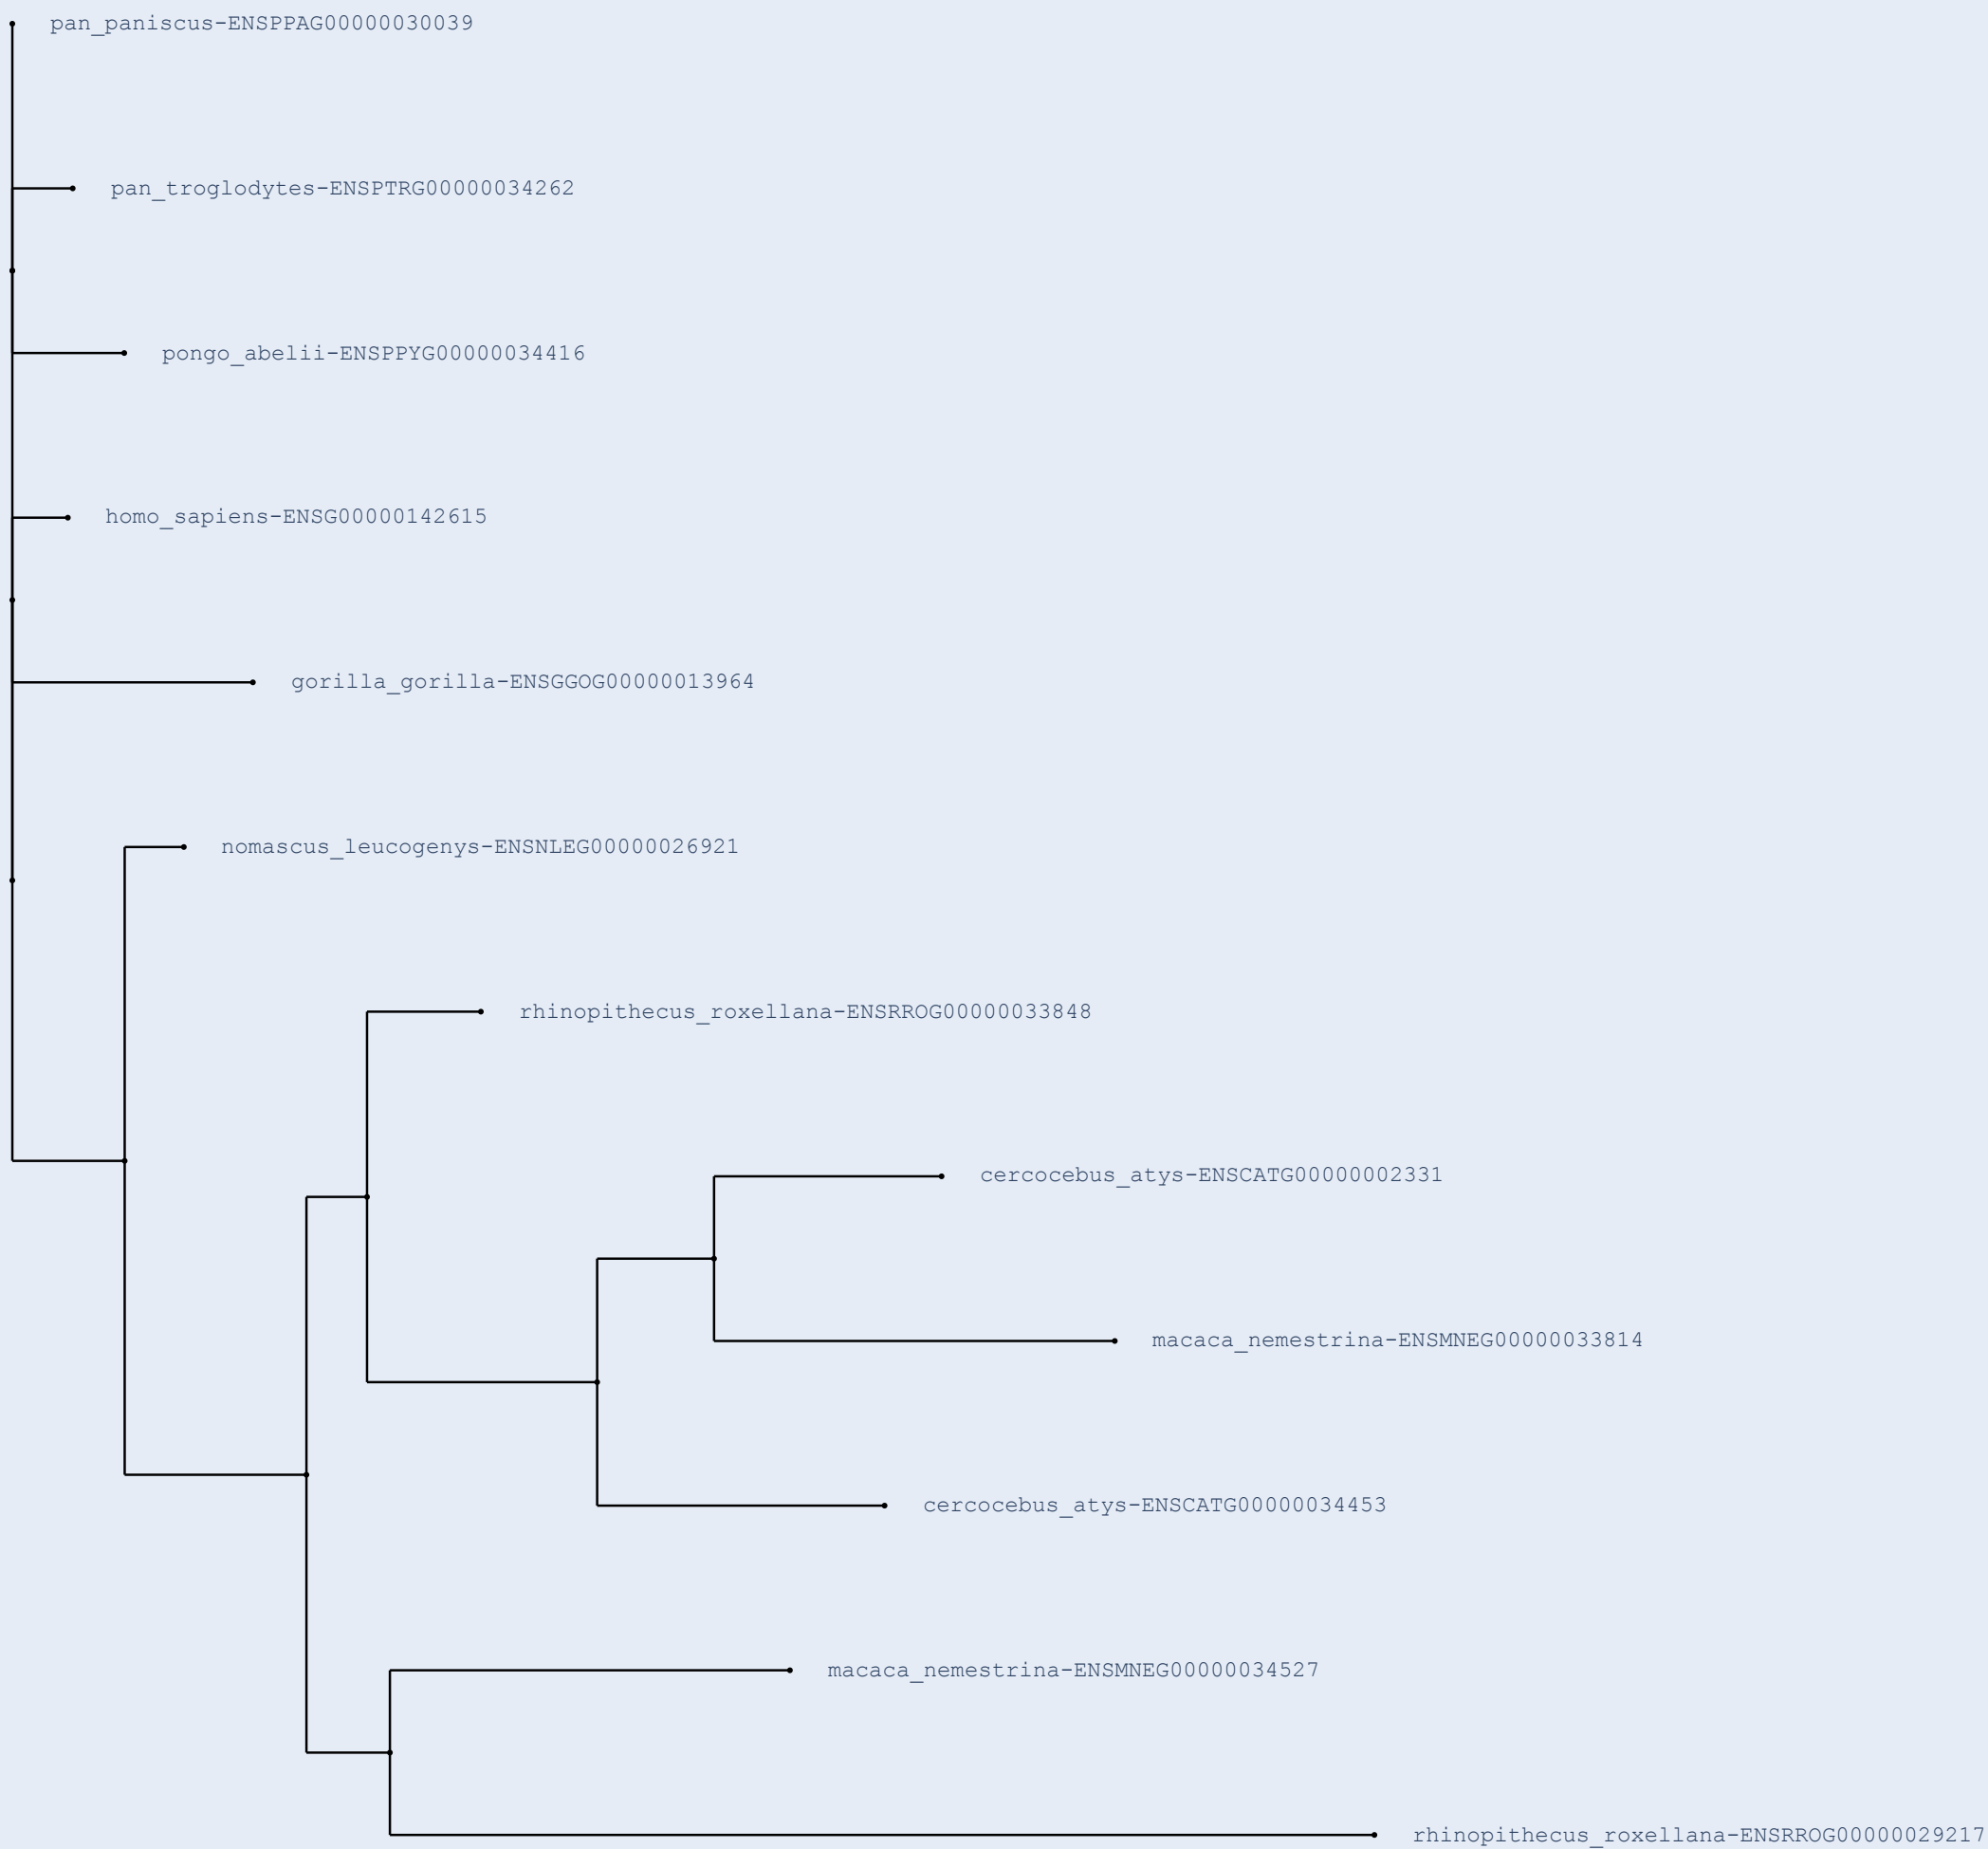 pan_paniscus-ENSPPAG00000030039
pan_troglodytes-ENSPTRG00000034262
pongo_abelii-ENSPPYG00000034416
homo_sapiens-ENSG00000142615
gorilla_gorilla-ENSGGOG00000013964
nomascus_leucogenys-ENSNLEG00000026921
rhinopithecus_roxellana-ENSRROG00000033848
cercocebus_atys-ENSCATG00000002331
macaca_nemestrina-ENSMNEG00000033814
cercocebus_atys-ENSCATG00000034453
macaca_nemestrina-ENSMNEG00000034527
rhinopithecus_roxellana-ENSRROG00000029217